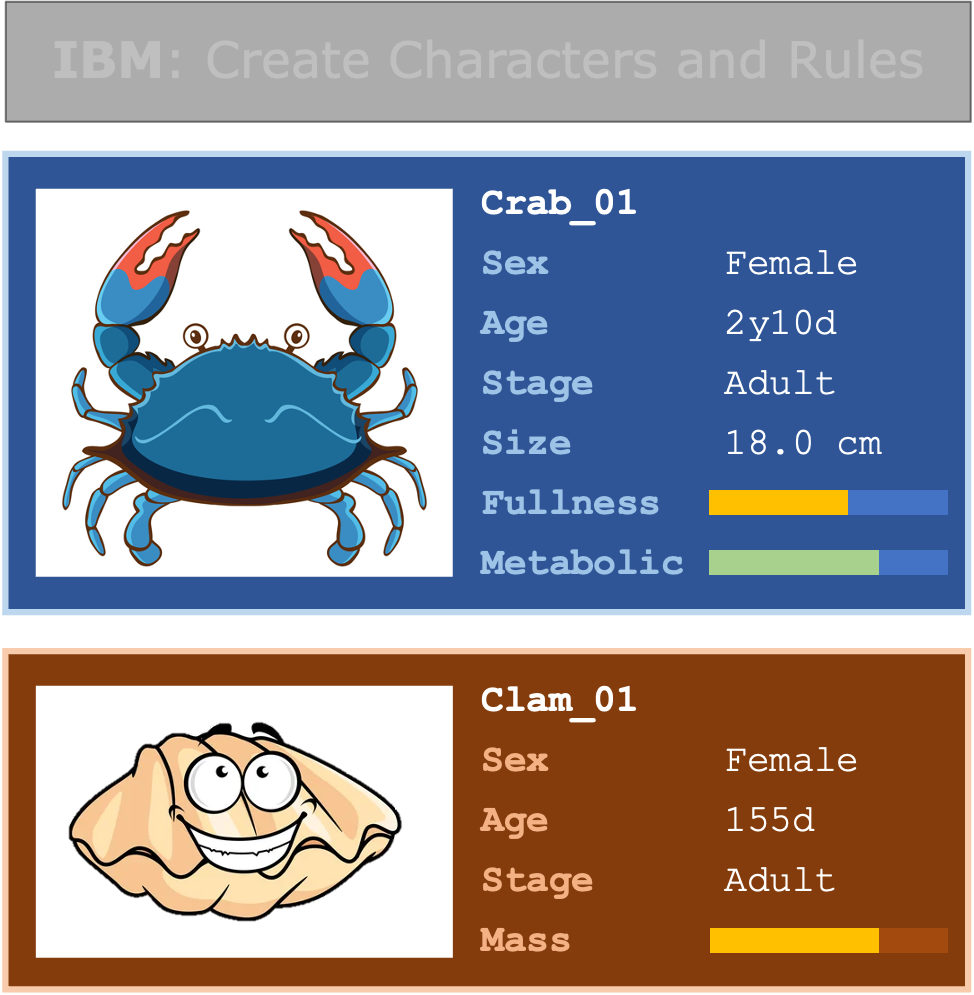 IBM: Create Characters and Rules
Crab_01
Sex Female
Age 2y10d
Stage Adult
Size 18.0 cm
Fullness
Metabolic
Clam_01
Sex Female
Age 155d
Stage Adult
Mass